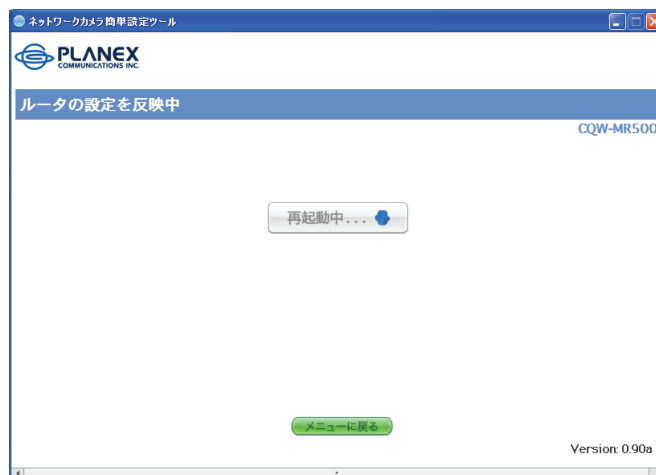 ネットワークカメラ簡単設定ツール
PLANEX
COMMUNICATIONS INC.
ルータの設定を反映中
CQW-MR500
再起動中...
メニューに戻る
Version: 0.90a